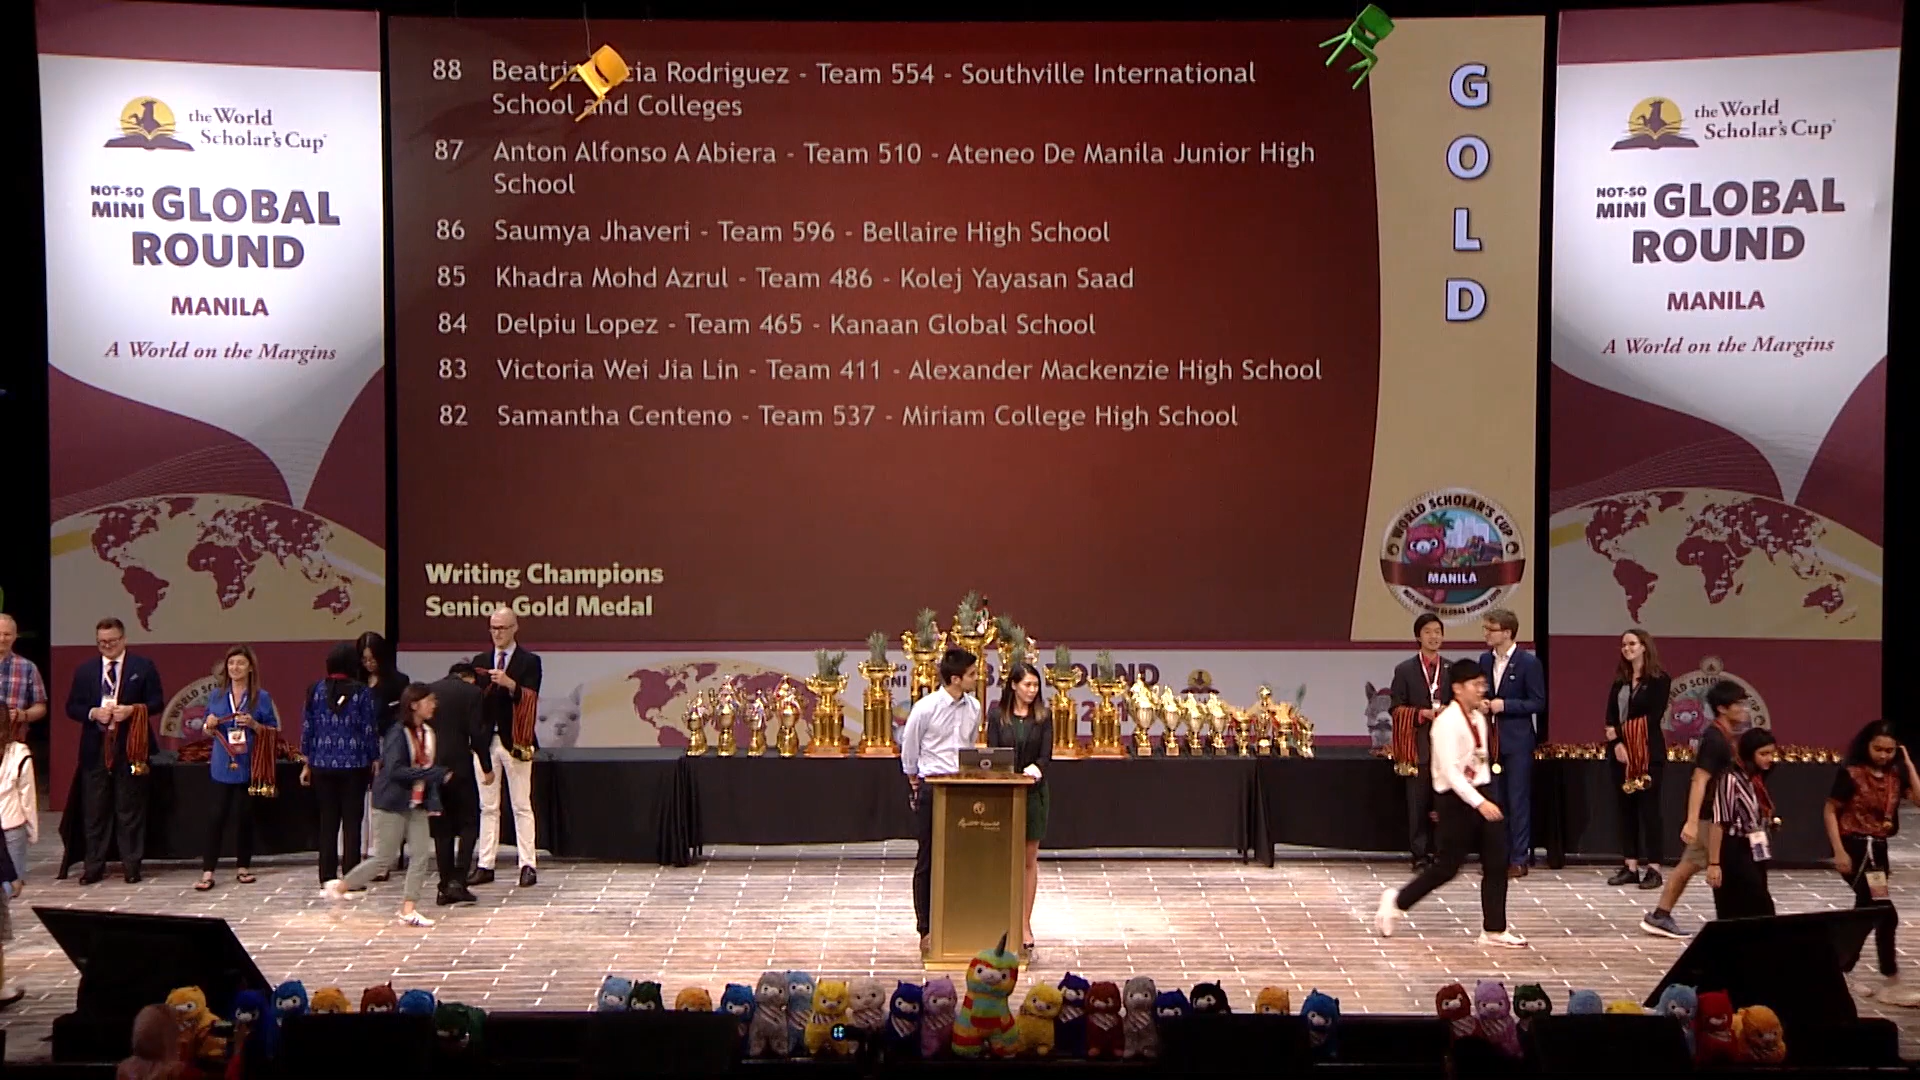 the World
Scholar's Cup
NOT-SO
MINI GLOBAL
ROUND
MANILA
A World on the Margins
88 Rodriguez - Team 554 - Southville International
School and Colleges
87 Anton Alfonso A Abiera - Team 510 - Ateneo De Manila Junior High
School
86 Saumya Jhaveri - Team 596 - Bellaire High School
85 Khadra Mohd Azrul - Team 486 - Kolej Yayasan Saad
84 Delpiu Lopez - Team 465 - Kanaan Global School
83 Victoria Wei Jia Lin - Team 411 - Alexander Mackenzie High School
82 Samantha Centeno - Team 537 - Miriam College High School
Writing Champions
Senior Gold Medal
G
O
L
D
WORLD SCHOLAR'S CUP
MANILA
NOT-SO-MINI GLOBAL ROUND
the World
Scholar's Cup
NOT-SO
MINI GLOBAL
ROUND
MANILA
A World on the Margins